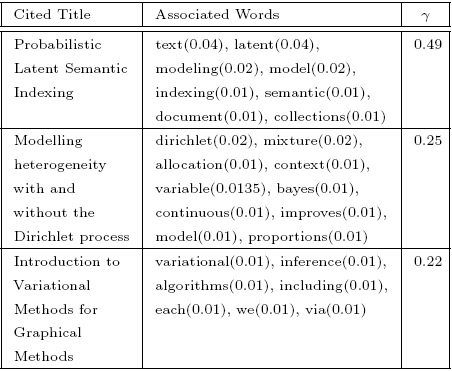 Cited Title Associated Words γ
Probabilistic text(0.04), latent(0.04), 0.49
Latent Semantic modeling(0.02), model(0.02),
Indexing indexing(0.01), semantic(0.01),
document(0.01), collections(0.01)
Modelling dirichlet(0.02), mixture(0.02), 0.25
heterogeneity allocation(0.01), context(0.01),
with and variable(0.0135), bayes(0.01),
without the continuous(0.01), improves(0.01),
Dirichlet process model(0.01), proportions(0.01)
Introduction to variational(0.01), inference(0.01), 0.22
Variational algorithms(0.01), including(0.01),
Methods for each(0.01), we(0.01), via(0.01)
Graphical
Methods